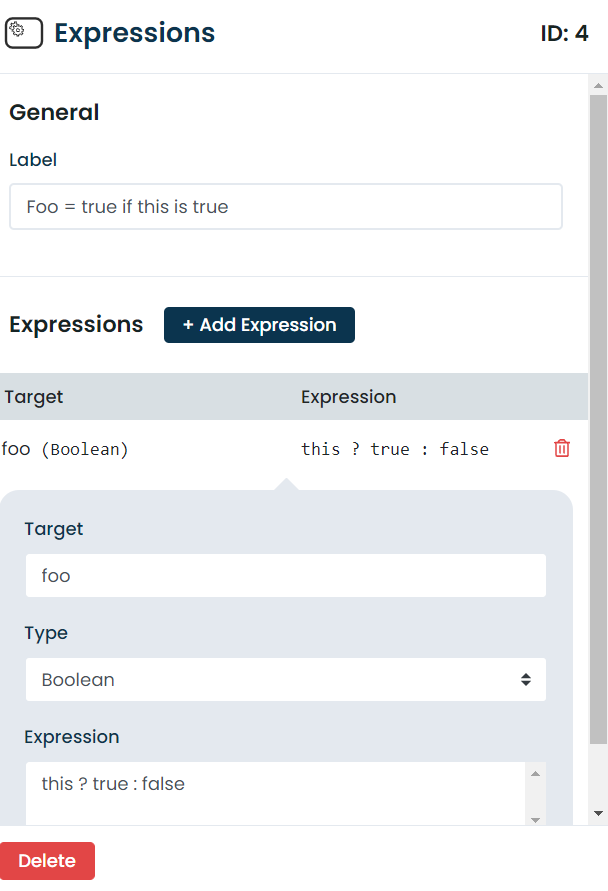 Expressions ID: 4
General
Label
Foo = true if this is true
Expressions + Add Expression
Target Expression
foo (Boolean) this ? true : false
Target
foo
Type
Boolean
Expression
this ? true : false
Delete